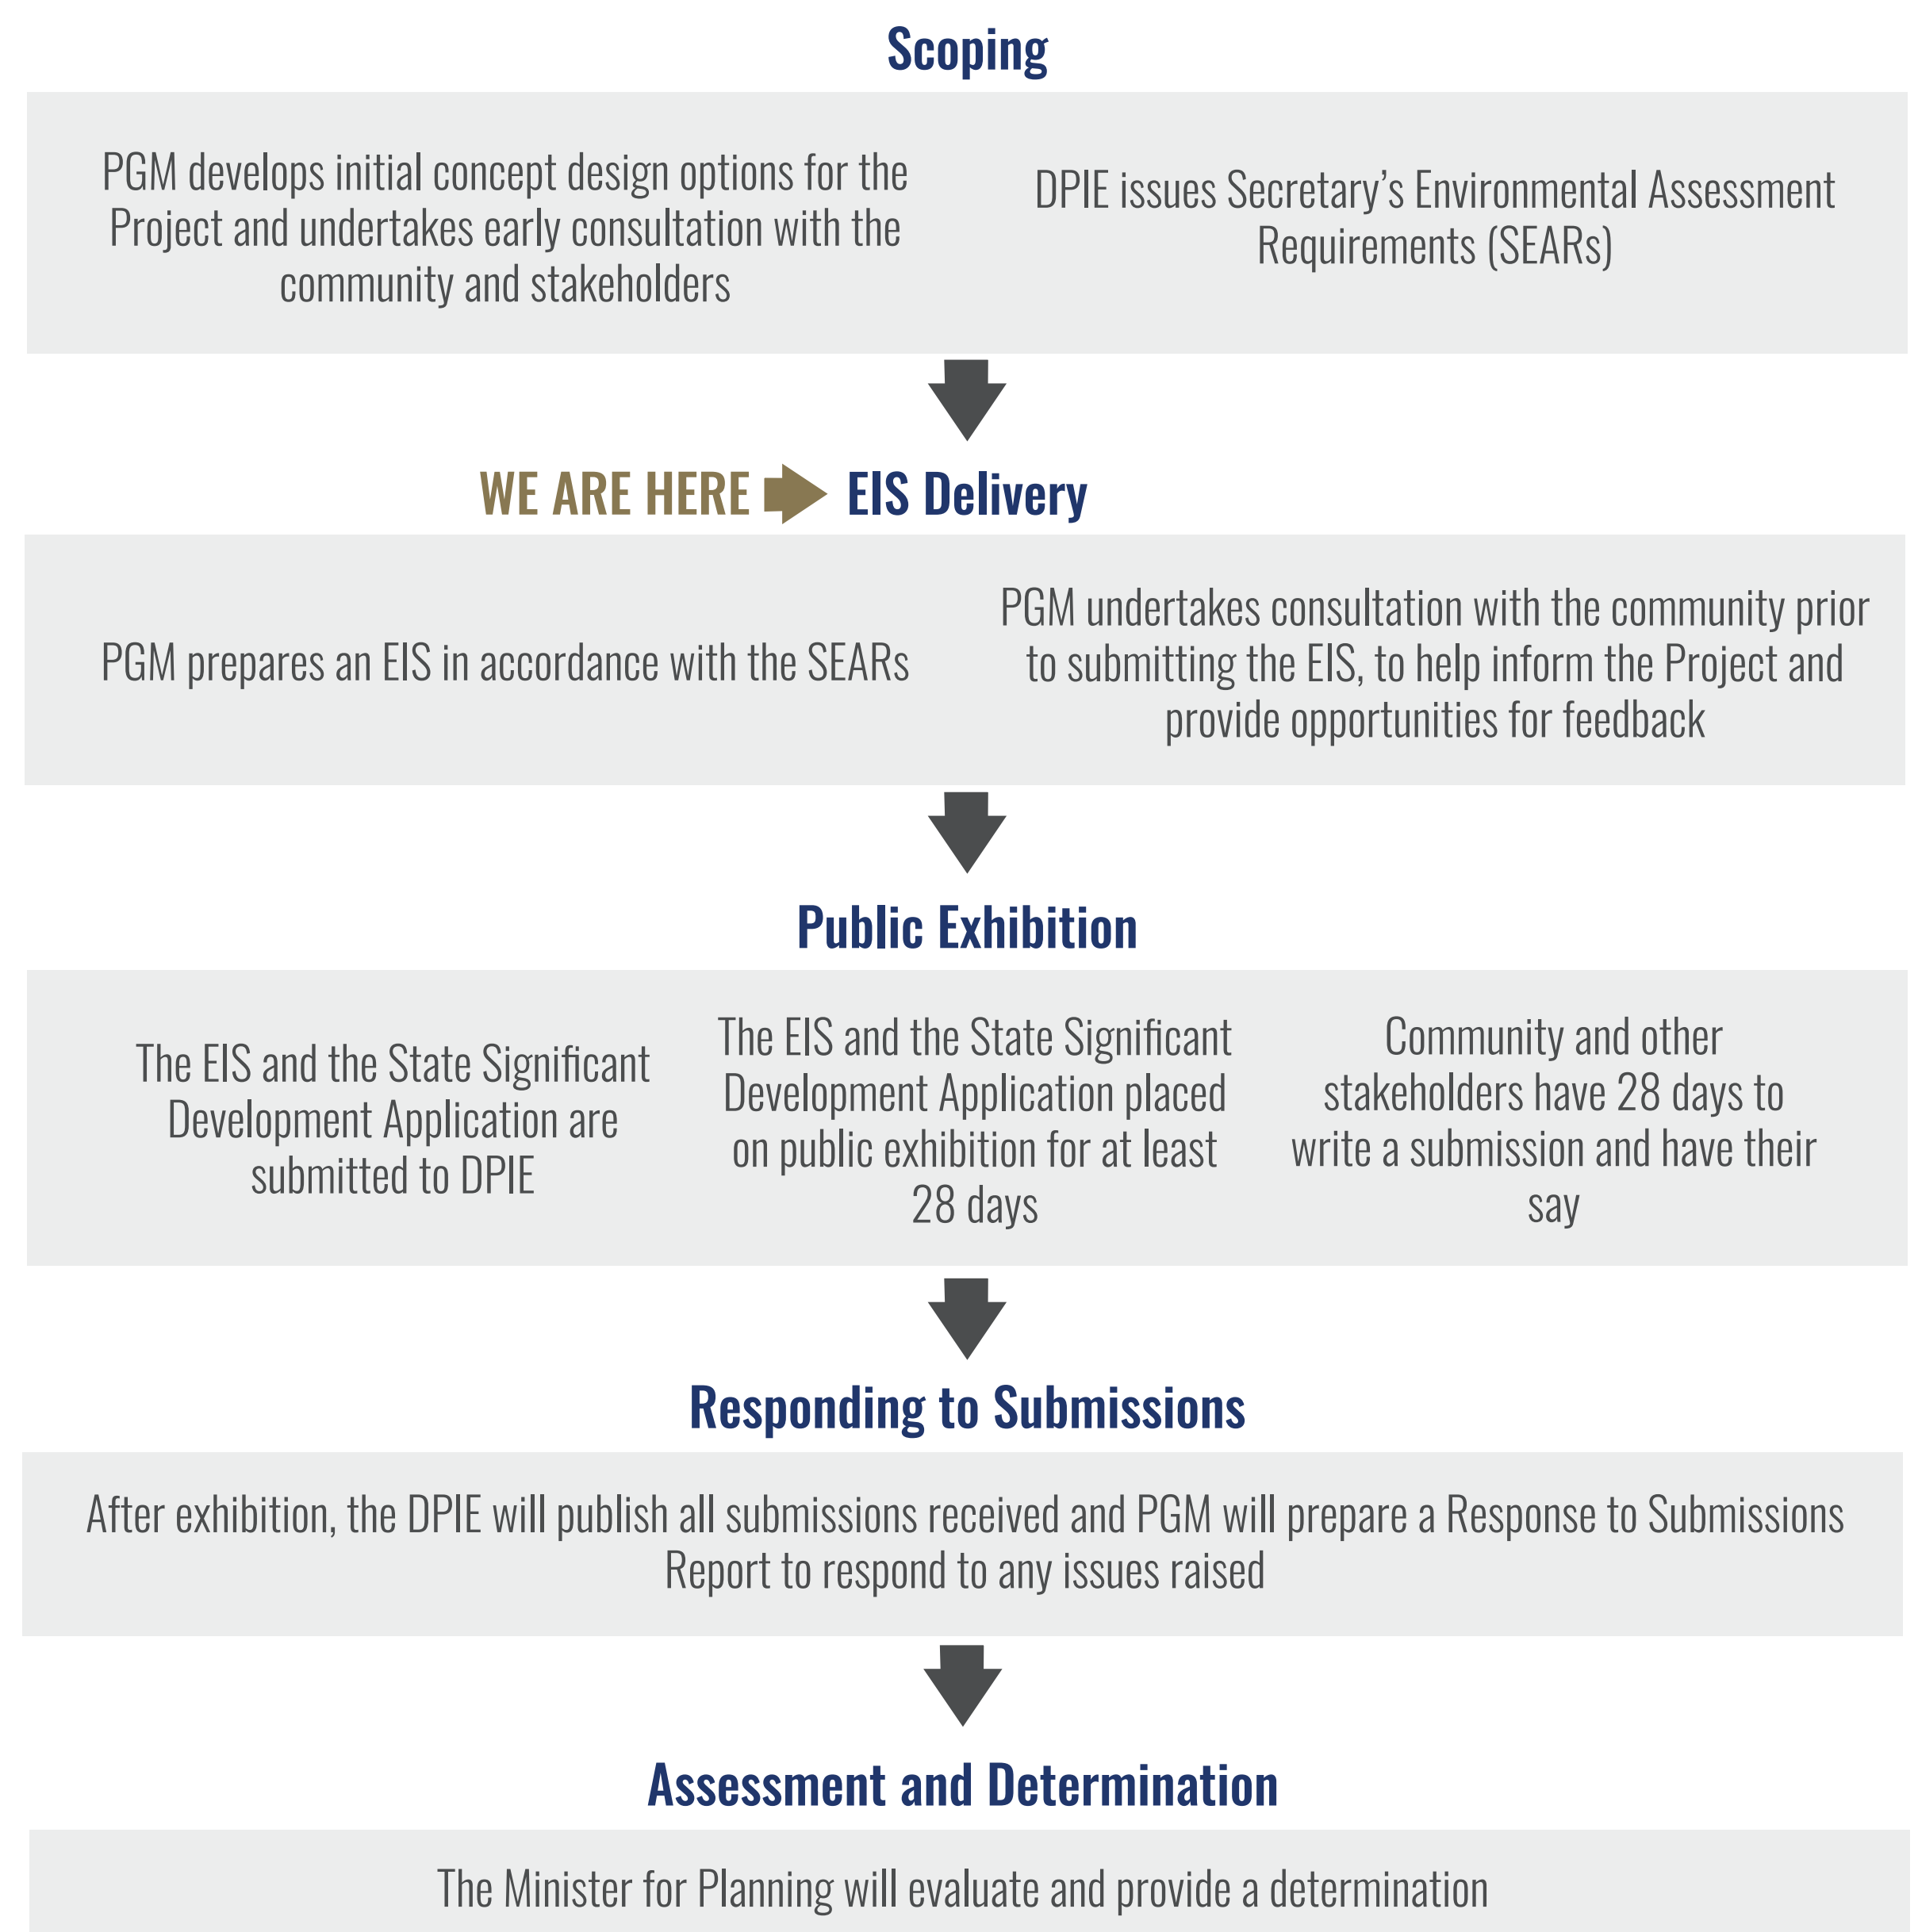 Scoping
PGM develops initial concept design options for the
Project and undertakes early consultation with the
community and stakeholders
DPIE issues Secretary’s Environmental Assessment
Requirements (SEARs)
WE ARE HERE
EIS Delivery
PGM prepares an EIS in accordance with the SEARs
PGM undertakes consultation with the community prior
to submitting the EIS, to help inform the Project and
provide opportunities for feedback
Public Exhibition
The EIS and the State Significant
Development Application are
submitted to DPIE
The EIS and the State Significant
Development Application placed
on public exhibition for at least
28 days
Community and other
stakeholders have 28 days to
write a submission and have their
say
Responding to Submissions
After exhibition, the DPIE will publish all submissions received and PGM will prepare a Response to Submissions
Report to respond to any issues raised
Assessment and Determination
The Minister for Planning will evaluate and provide a determination